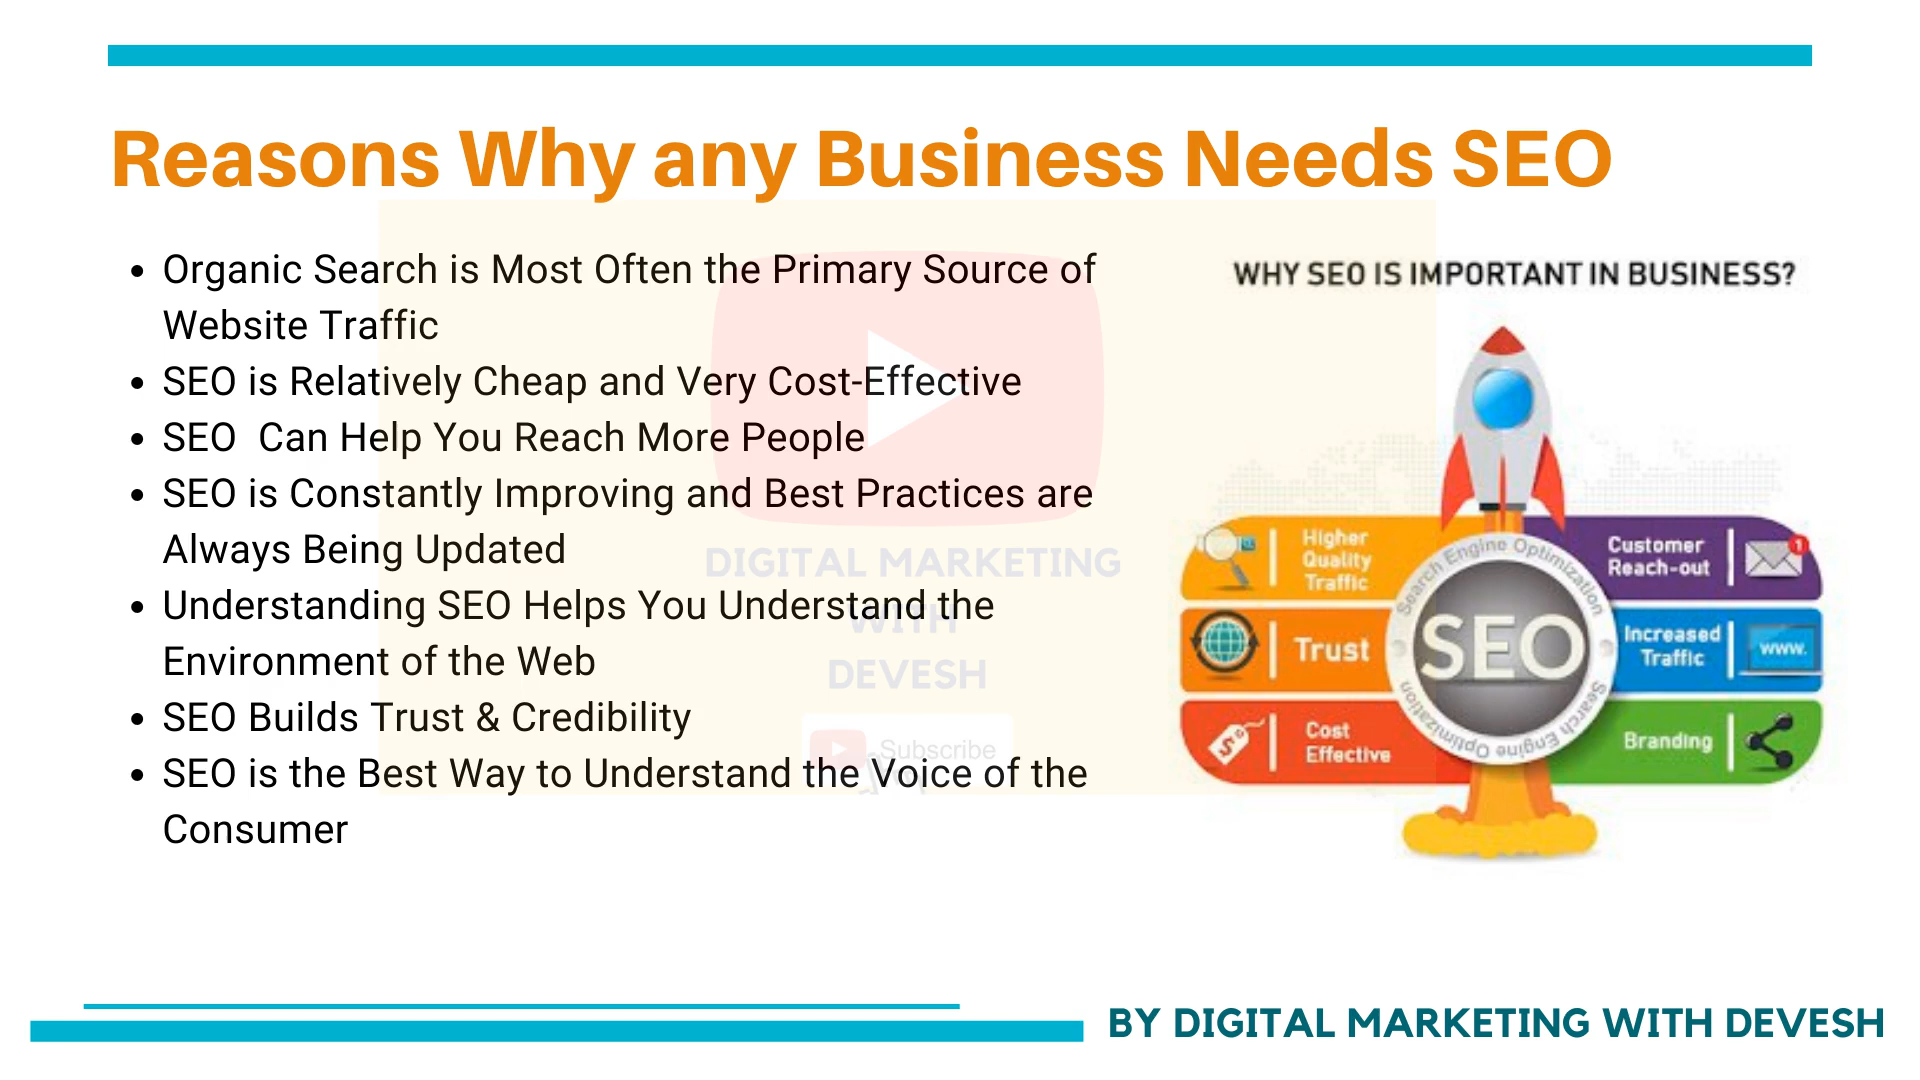 Reasons Why any Business Needs SEO
• Organic Search is Most Often the Primary Source of
Website Traffic
• SEO is Relatively Cheap and Very Cost-Effective
• SEO  Can Help You Reach More People
• SEO is Constantly Improving and Best Practices are
Always Being Updated
• Understanding SEO Helps You Understand the
Environment of the Web
• SEO Builds Trust & Credibility
• SEO is the Best Way to Understand the Voice of the
Consumer
DIGITAL MARKETING
WITH
DEVESH
Subscribe
WHY SEO IS IMPORTANT IN BUSINESS?
Higher
Quality
Traffic
Trust
Cost
Effective
Search Engine Optimization
SEO
Search Engine Optimization
Customer
Reach-out
1
Increased
Traffic
www.
Branding
$
BY DIGITAL MARKETING WITH DEVESH